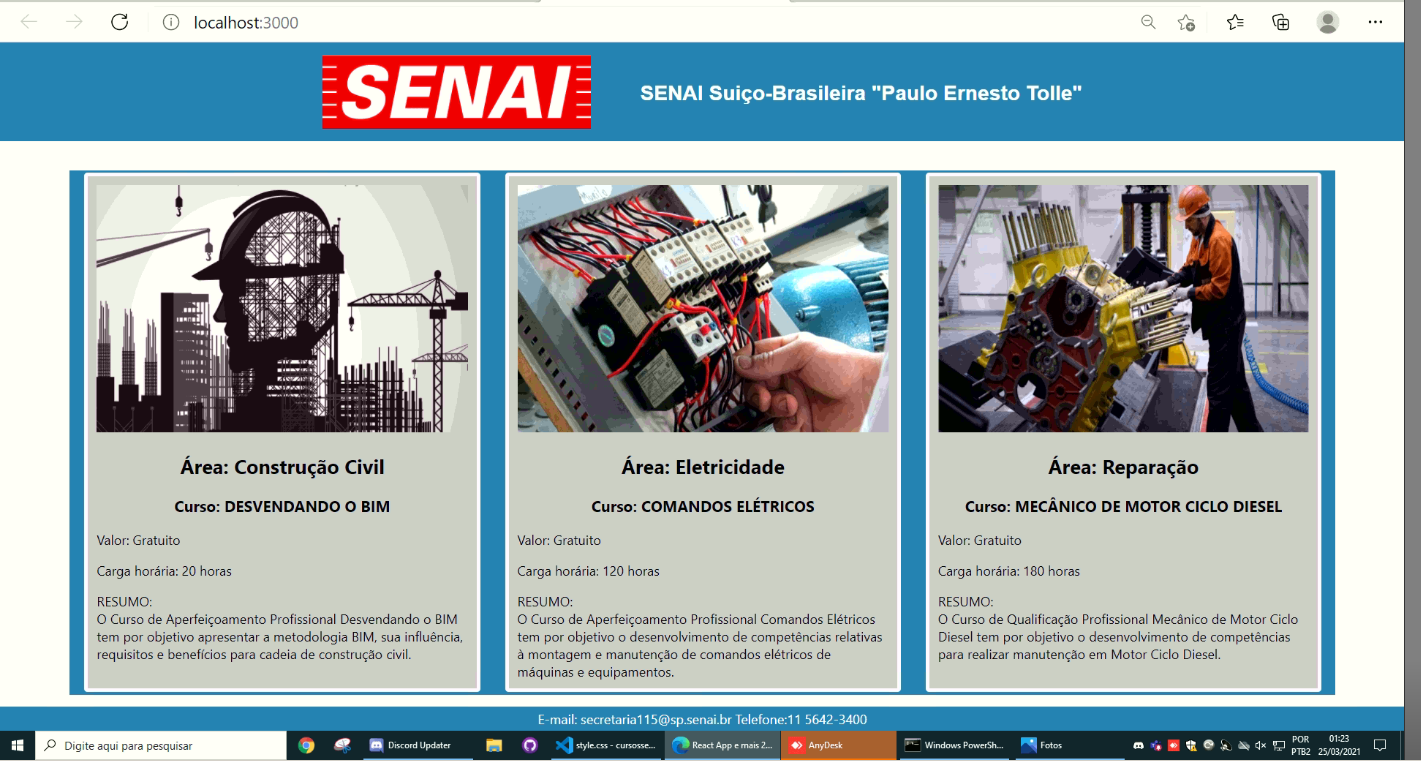 localhost:3000
SENAI
SENAI Suiço-Brasileira "Paulo Ernesto Tolle"
Área: Construção Civil
Curso: DESVENDANDO O BIM
Valor: Gratuito
Carga horária: 20 horas
RESUMO:
O Curso de Aperfeiçoamento Profissional Desvendando o BIM
tem por objetivo apresentar a metodologia BIM, sua influência,
requisitos e benefícios para cadeia de construção civil.
Área: Eletricidade
Curso: COMANDOS ELÉTRICOS
Valor: Gratuito
Carga horária: 120 horas
RESUMO:
O Curso de Aperfeiçoamento Profissional Comandos Elétricos
tem por objetivo o desenvolvimento de competências relativas
à montagem e manutenção de comandos elétricos de
máquinas e equipamentos.
Área: Reparação
Curso: MECÂNICO DE MOTOR CICLO DIESEL
Valor: Gratuito
Carga horária: 180 horas
RESUMO:
O Curso de Qualificação Profissional Mecânico de Motor Ciclo
Diesel tem por objetivo o desenvolvimento de competências
para realizar manutenção em Motor Ciclo Diesel.
E-mail: secretaria115@sp.senai.br Telefone:11 5642-3400
Digite aqui para pesquisar
Discord Updater
style.css - cursosse...
React App e mais 2...
AnyDesk
Windows PowerSh...
Fotos
POR
PTB2
01:23
25/03/2021